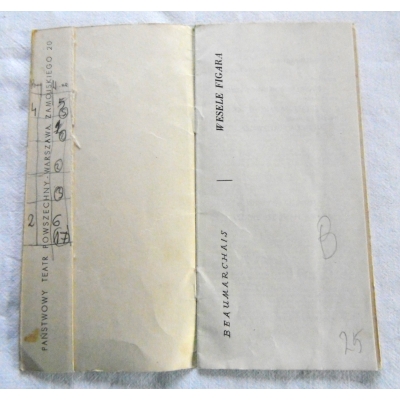 PAŃSTWOWY TEATR POWSZECHNY-WARSZAWA ZAMOYSKIEGO 20
BEAUMARCHAIS | WESELE FIGARA
25